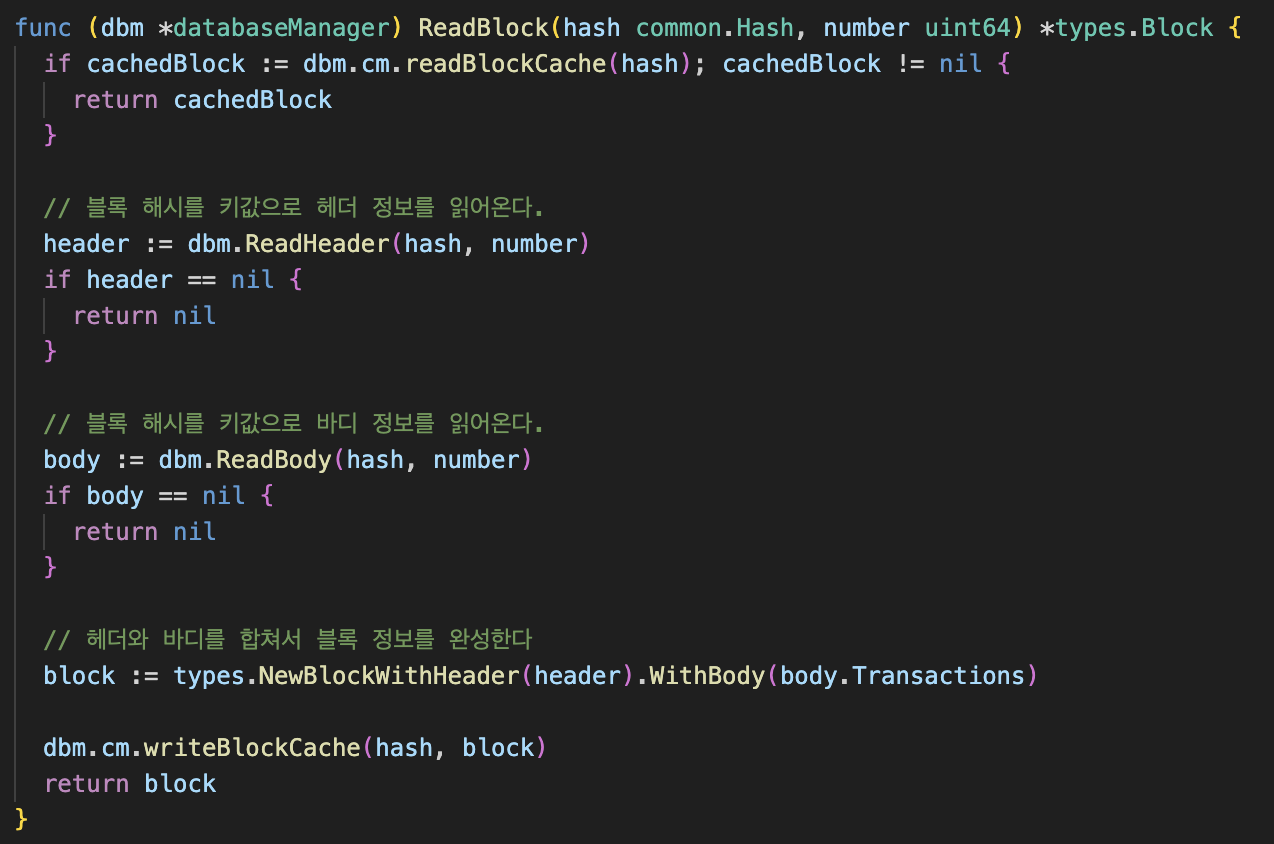 func (dbm *databaseManager) ReadBlock(hash common.Hash, number uint64) *types.Block {
if cachedBlock := dbm.cm.readBlockCache(hash); cachedBlock != nil {
return cachedBlock
}
// 블록 해시를 키값으로 헤더 정보를 읽어온다.
header := dbm.ReadHeader(hash, number)
if header == nil {
return nil
}
// 블록 해시를 키값으로 바디 정보를 읽어온다.
body := dbm.ReadBody(hash, number)
if body == nil {
return nil
}
// 헤더와 바디를 합쳐서 블록 정보를 완성한다
block := types.NewBlockWithHeader(header).WithBody(body.Transactions)
dbm.cm.writeBlockCache(hash, block)
return block
}